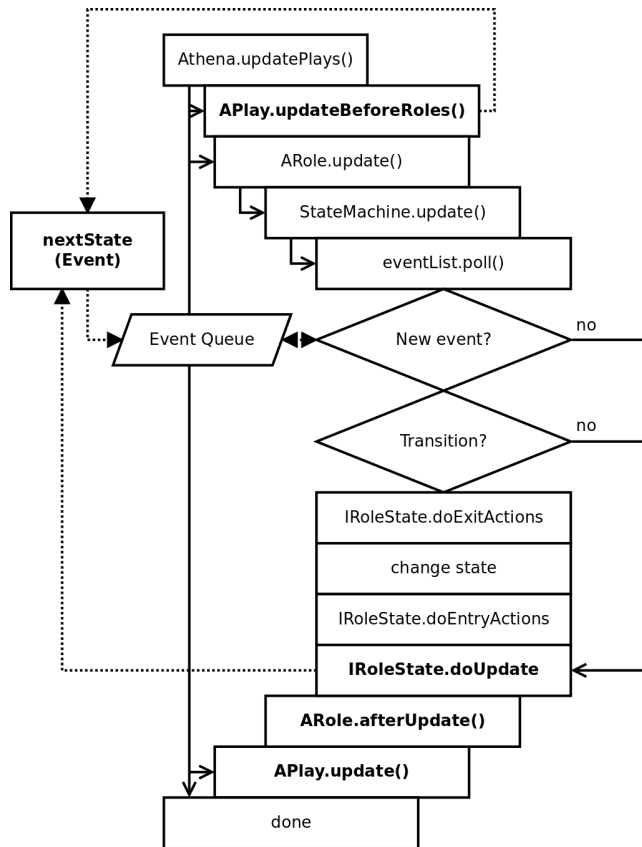 Athena.updatePlays()
APlay.updateBeforeRoles()
ARole.update()
StateMachine.update()
nextState
(Event)
eventList.poll()
Event Queue
New event?
no
Transition?
no
IRoleState.doExitActions
change state
IRoleState.doEntryActions
IRoleState.doUpdate
ARole.afterUpdate()
APlay.update()
done